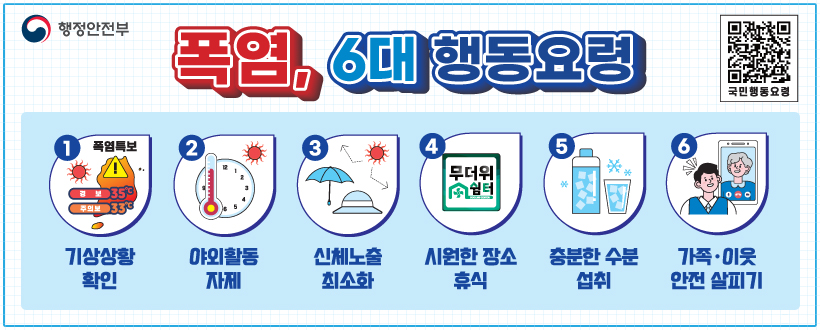 행정안전부
폭염, 6대 행동요령
국민행동요령
1
폭염특보
경 보 35℃
주의보 33℃
기상상황
확인
2
야외활동
자제
3
신체노출
최소화
4
무더위
쉼터
시원한 장소
휴식
5
충분한 수분
섭취
6
가족·이웃
안전 살피기